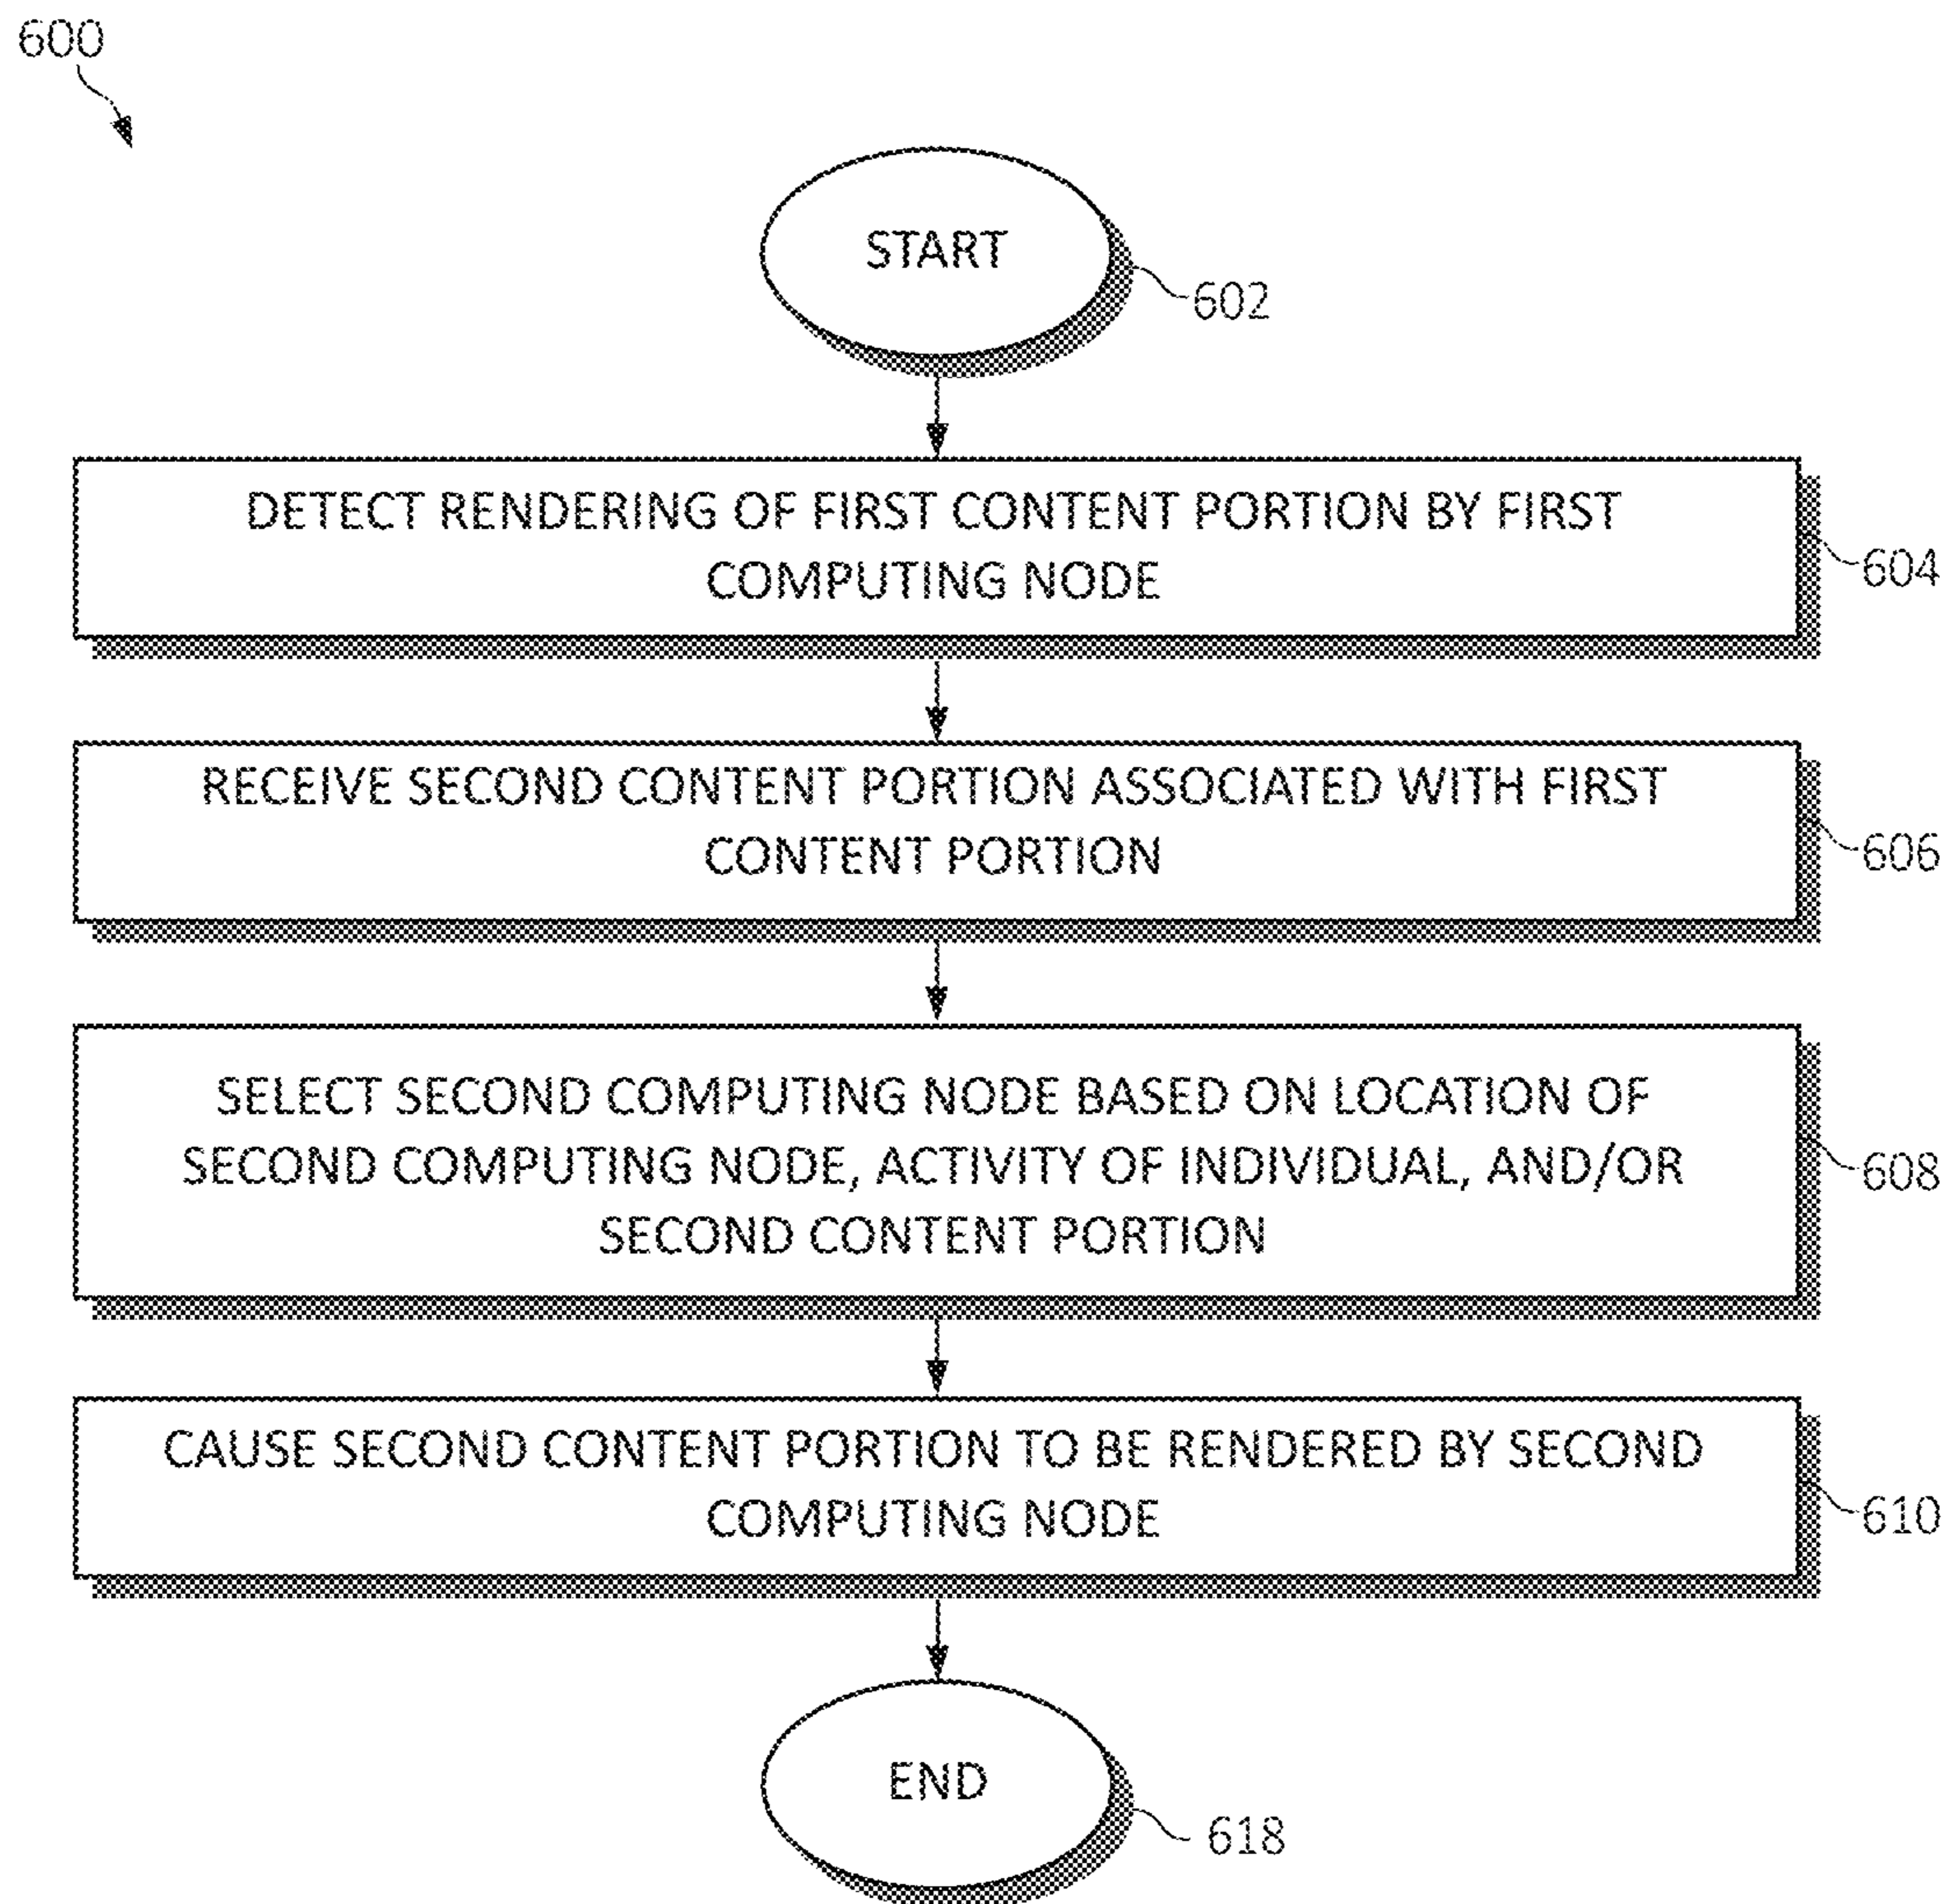 600
START
602
DETECT RENDERING OF FIRST CONTENT PORTION BY FIRST
COMPUTING NODE
604
RECEIVE SECOND CONTENT PORTION ASSOCIATED WITH FIRST
CONTENT PORTION
606
SELECT SECOND COMPUTING NODE BASED ON LOCATION OF
SECOND COMPUTING NODE, ACTIVITY OF INDIVIDUAL, AND/OR
SECOND CONTENT PORTION
608
CAUSE SECOND CONTENT PORTION TO BE RENDERED BY SECOND
COMPUTING NODE
610
END
618